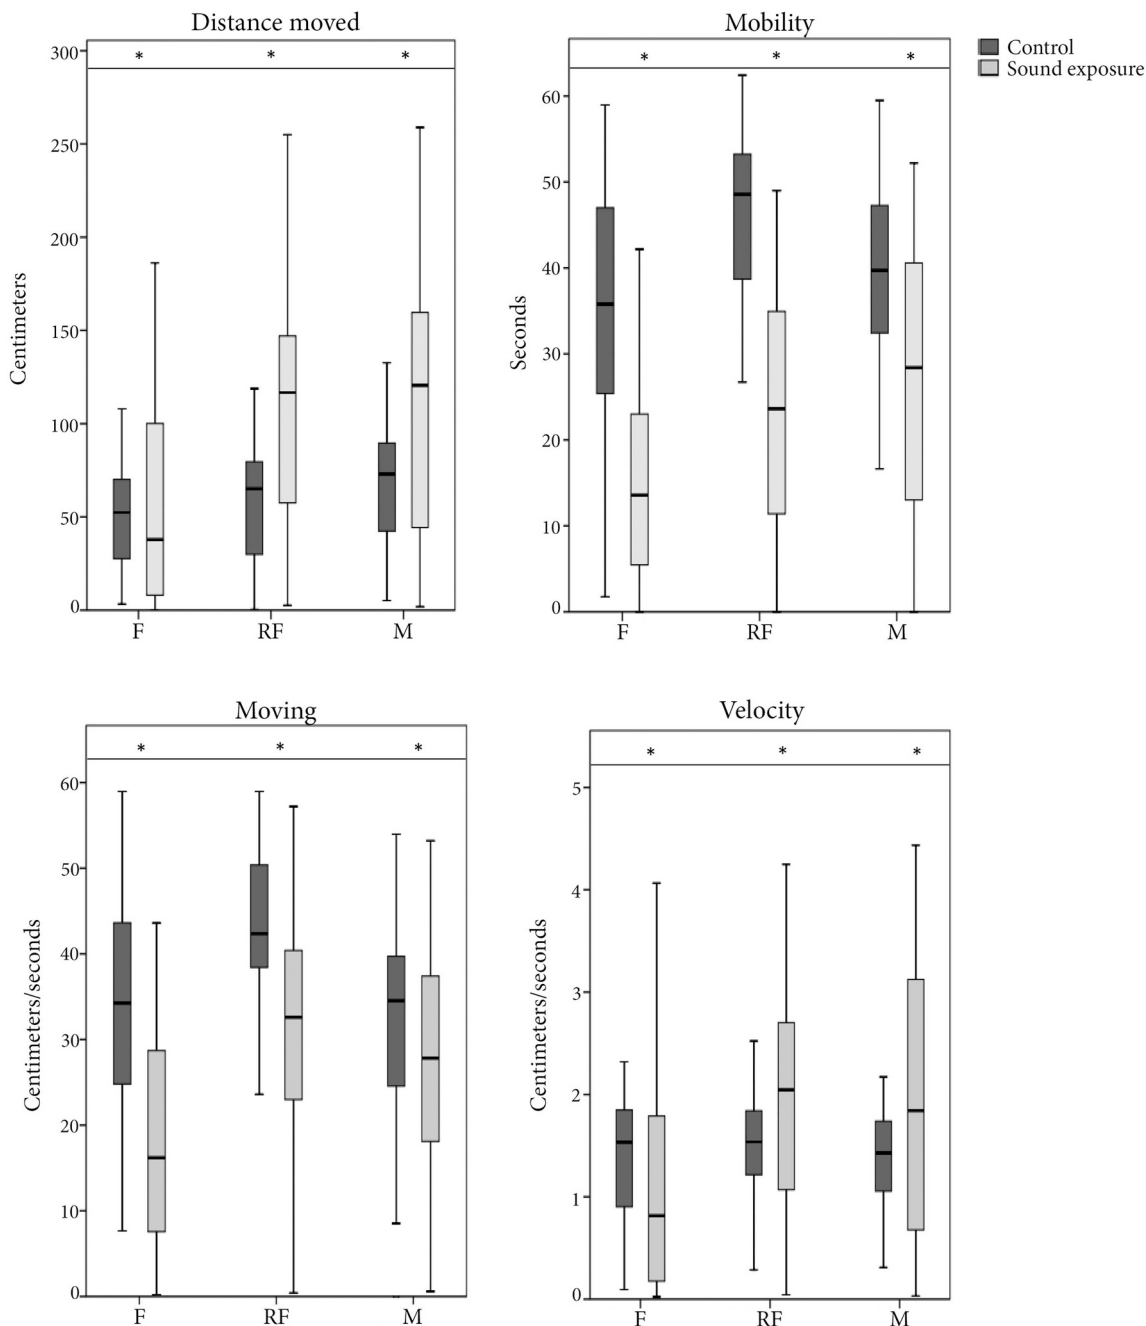 Distance moved
* * *
300
250
200
150
100
50
0
Centimeters
F RF M
Mobility
* * *
60
50
40
30
20
10
0
Seconds
F RF M
Control
Sound exposure
Moving
* * *
60
50
40
30
20
10
0
Centimeters/seconds
F RF M
Velocity
* * *
5
4
3
2
1
0
Centimeters/seconds
F RF M